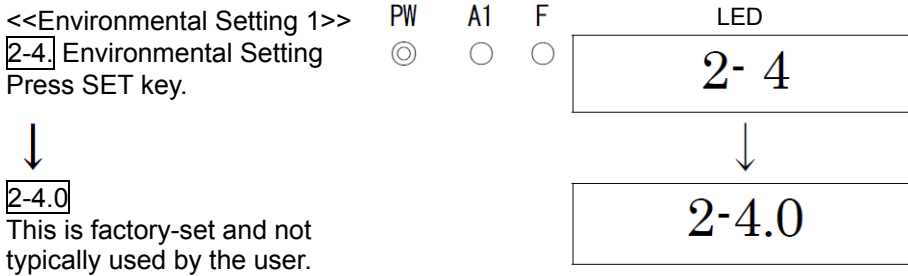 <<Environmental Setting 1>> PW A1 F LED
2-4. Environmental Setting ◎ ○ ○
Press SET key.
2- 4
↓ ↓
2-4.0
This is factory-set and not
typically used by the user.
2-4.0